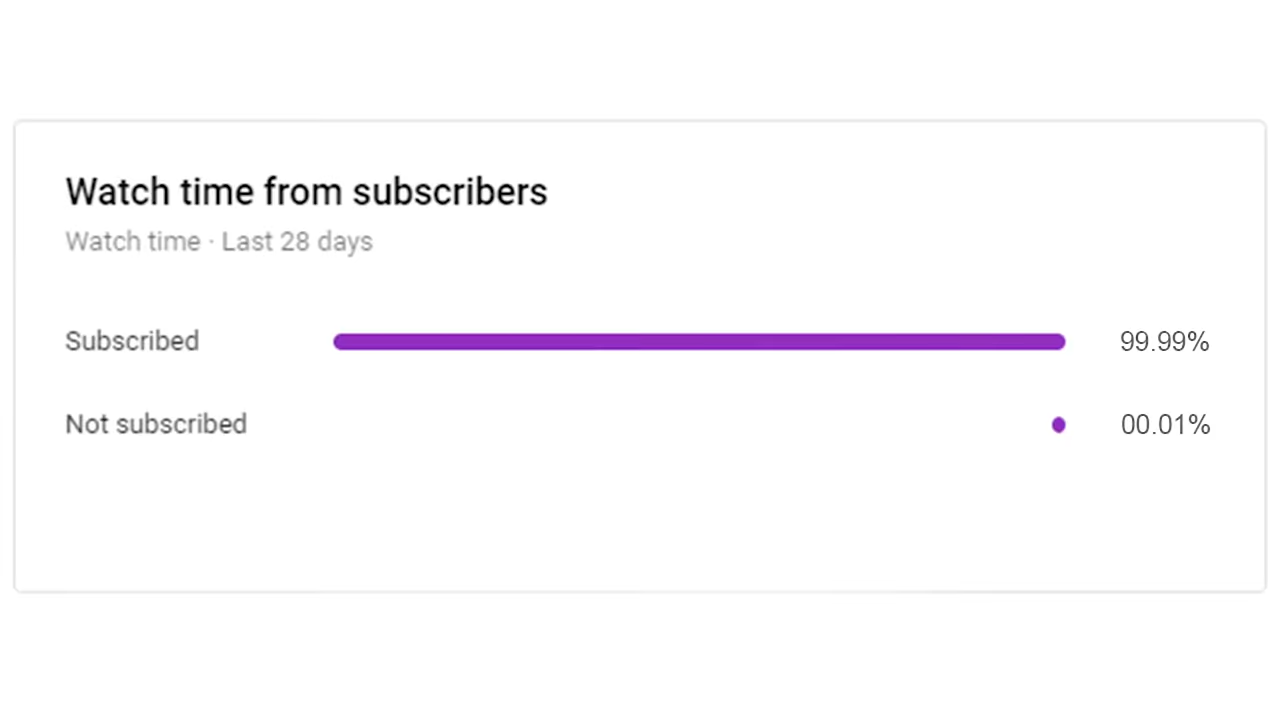 Watch time from subscribers
Watch time · Last 28 days
Subscribed 99.99%
Not subscribed 00.01%